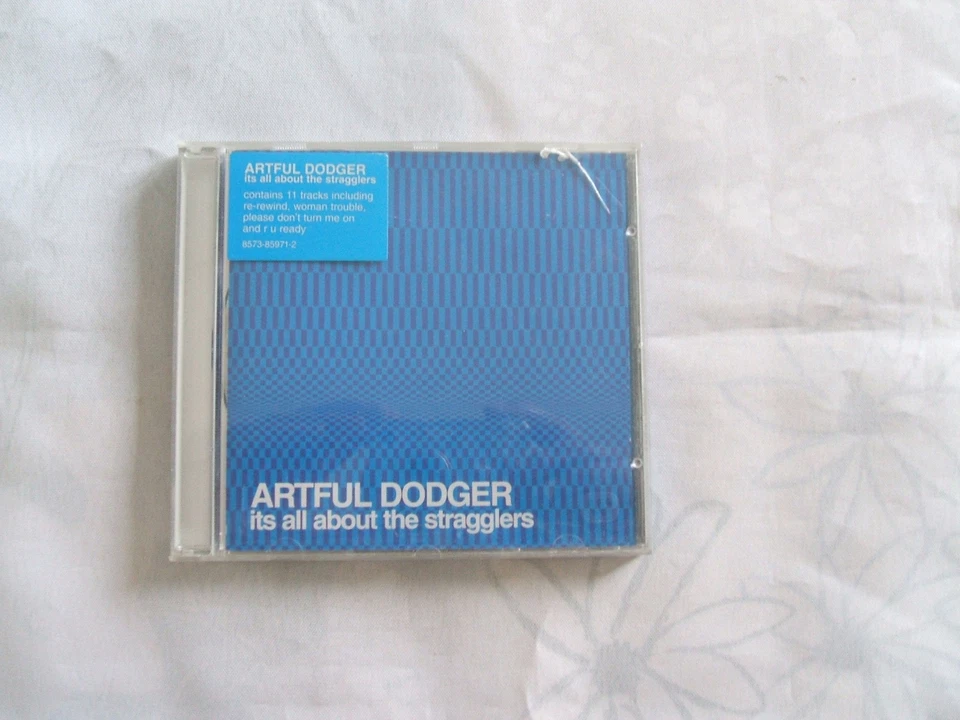 ARTFUL DODGER
its all about the stragglers
contains 11 tracks including
re-rewind, woman trouble,
please don't turn me on
and r u ready
8573-85971-2
ARTFUL DODGER
its all about the stragglers